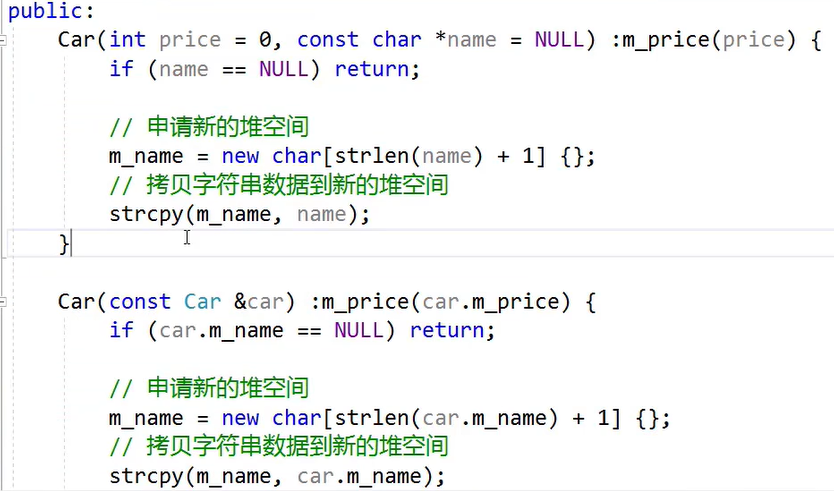 public:
Car(int price = 0, const char *name = NULL) :m_price(price) {
if (name == NULL) return;
// 申请新的堆空间
m_name = new char[strlen(name) + 1] {};
// 拷贝字符串数据到新的堆空间
strcpy(m_name, name);
}
Car(const Car &car) :m_price(car.m_price) {
if (car.m_name == NULL) return;
// 申请新的堆空间
m_name = new char[strlen(car.m_name) + 1] {};
// 拷贝字符串数据到新的堆空间
strcpy(m_name, car.m_name);